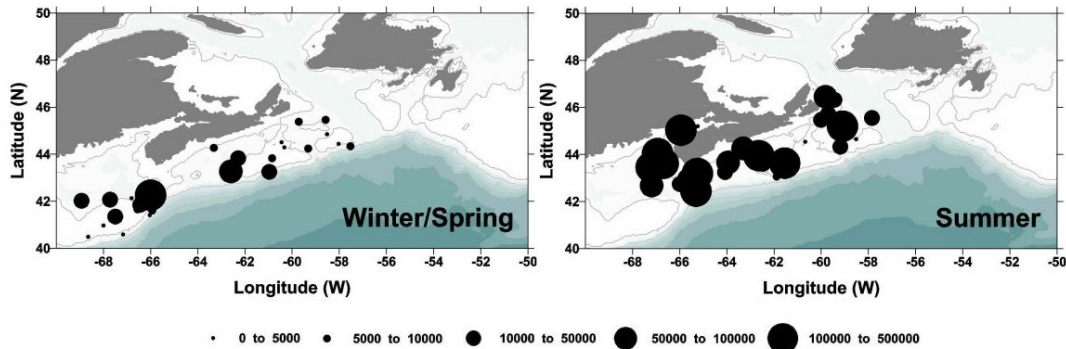 50
48
46
44
42
40
Latitude (N)
-68 -66 -64 -62 -60 -58 -56 -54 -52 -50
Longitude (W)
Winter/Spring
50
48
46
44
42
40
Latitude (N)
-68 -66 -64 -62 -60 -58 -56 -54 -52 -50
Longitude (W)
Summer
0 to 5000 5000 to 10000 10000 to 50000 50000 to 100000 100000 to 500000